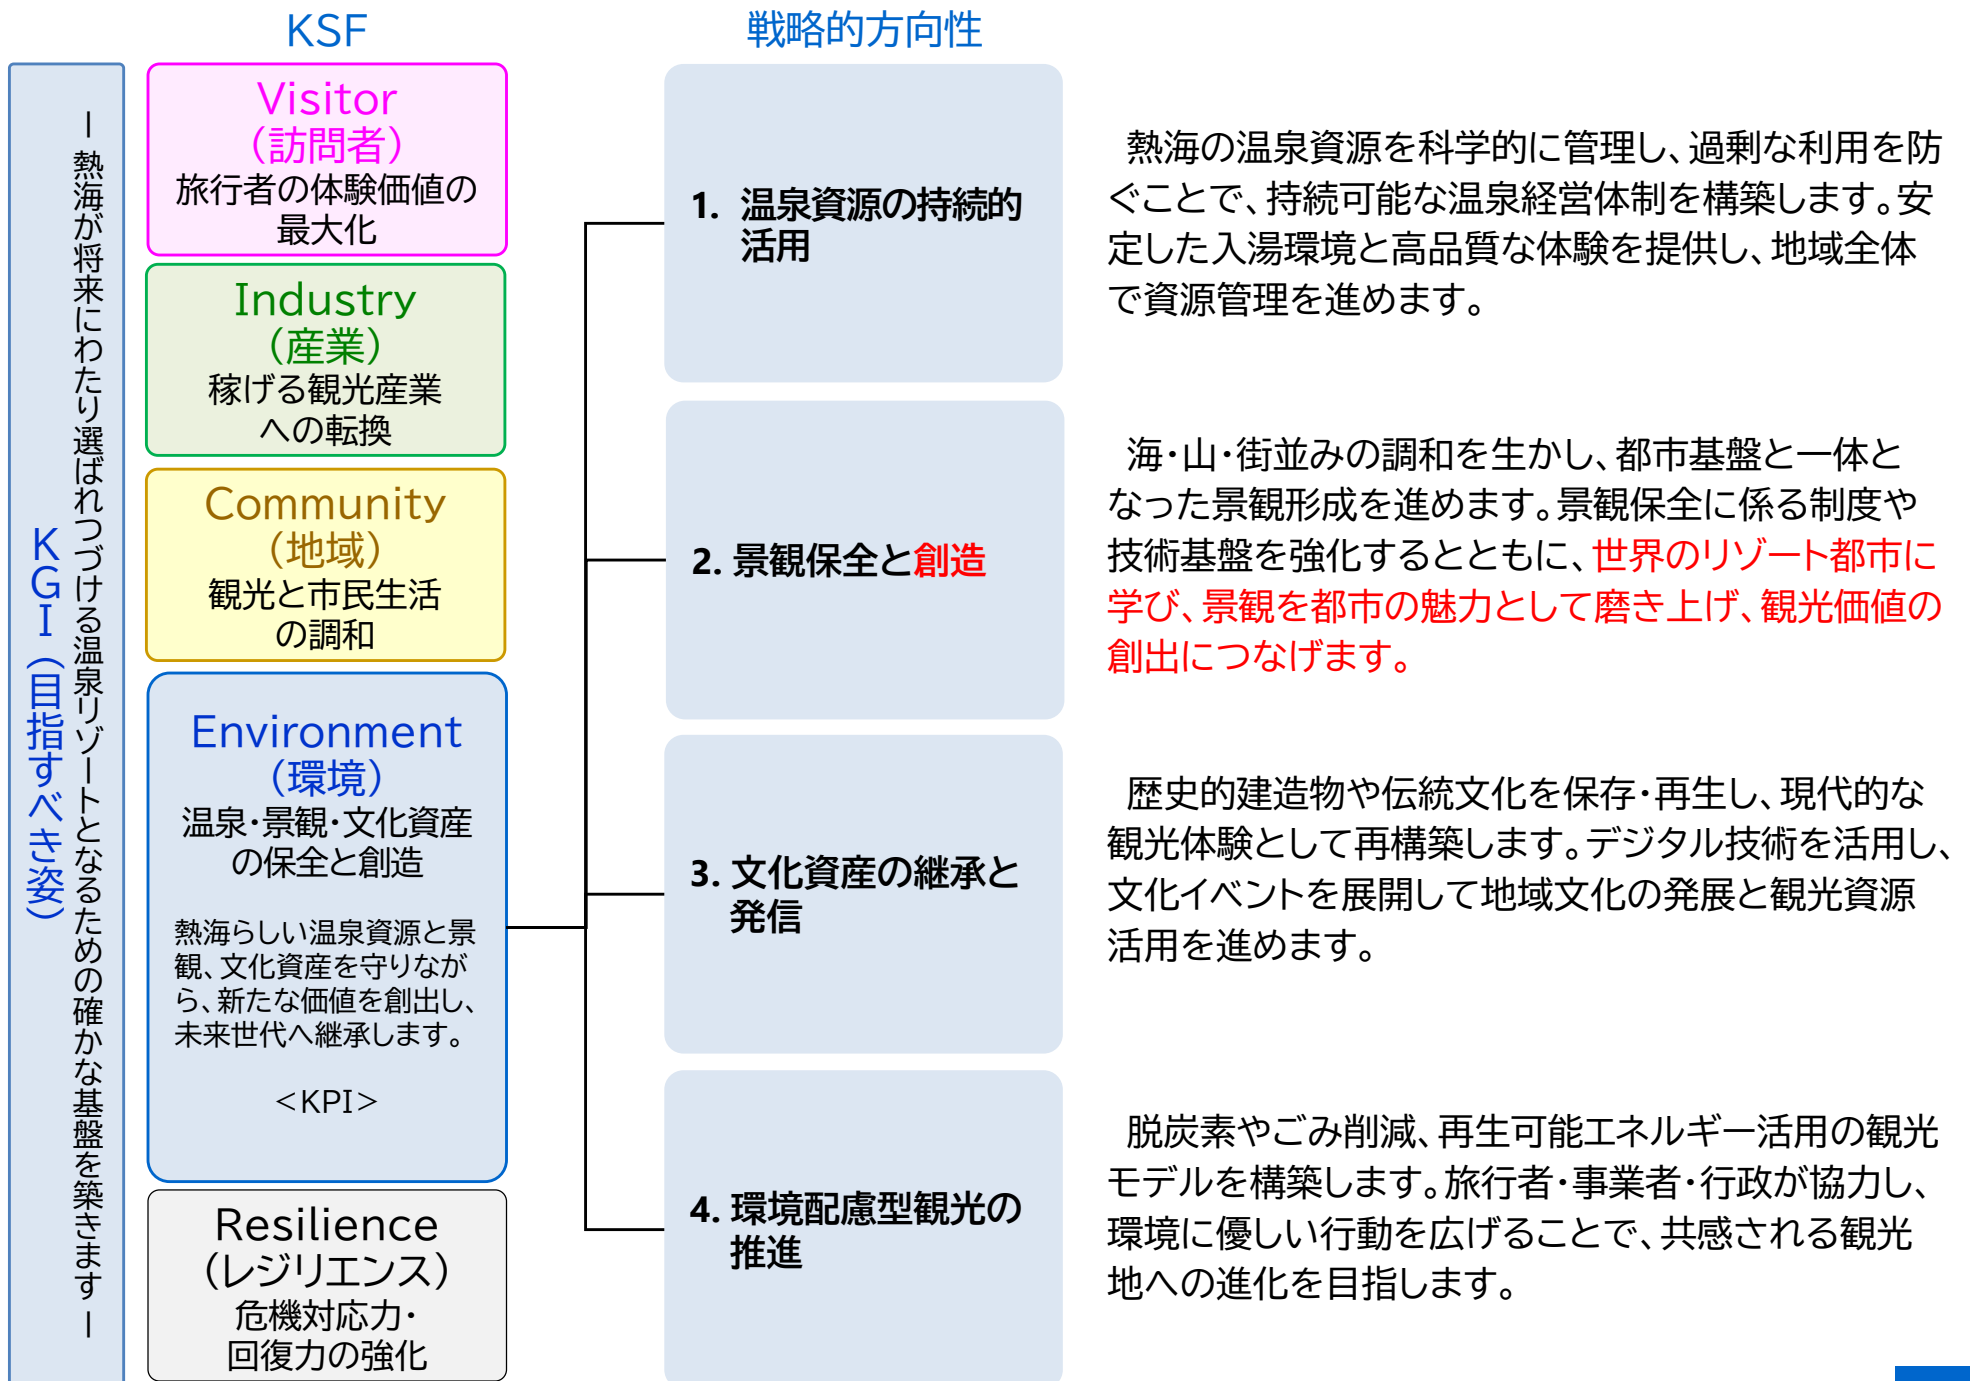 KSF
戦略的方向性
KGI（目指すべき姿）
ー 熱海が将来にわたり選ばれつづける温泉リゾートとなるための確かな基盤を築きます ー
Visitor
（訪問者）
旅行者の体験価値の
最大化
Industry
（産業）
稼げる観光産業
への転換
Community
（地域）
観光と市民生活
の調和
Environment
（環境）
温泉・景観・文化資産
の保全と創造
熱海らしい温泉資源と景
観、文化資産を守りなが
ら、新たな価値を創出し、
未来世代へ継承します。
＜KPI＞
Resilience
（レジリエンス）
危機対応力・
回復力の強化
1. 温泉資源の持続的
活用
熱海の温泉資源を科学的に管理し、過剰な利用を防
ぐことで、持続可能な温泉経営体制を構築します。安
定した入湯環境と高品質な体験を提供し、地域全体
で資源管理を進めます。
2. 景観保全と創造
海・山・街並みの調和を生かし、都市基盤と一体と
なった景観形成を進めます。景観保全に係る制度や
技術基盤を強化するとともに、世界のリゾート都市に
学び、景観を都市の魅力として磨き上げ、観光価値の
創出につなげます。
3. 文化資産の継承と
発信
歴史的建造物や伝統文化を保存・再生し、現代的な
観光体験として再構築します。デジタル技術を活用し、
文化イベントを展開して地域文化の発展と観光資源
活用を進めます。
4. 環境配慮型観光の
推進
脱炭素やごみ削減、再生可能エネルギー活用の観光
モデルを構築します。旅行者・事業者・行政が協力し、
環境に優しい行動を広げることで、共感される観光
地への進化を目指します。